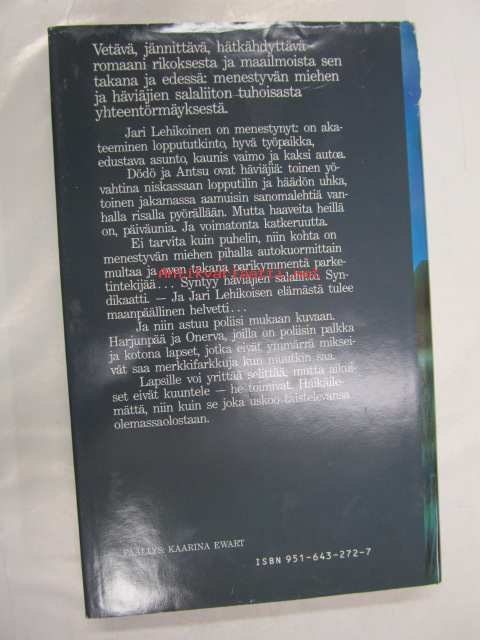 Vetävä, jännittävä, hätkähdyttävä
romaani rikoksesta ja maailmoista sen
takana ja edessä: menestyvän miehen
ja häviäjien salaliiton tuhoisasta
yhteentörmäyksestä.
Jari Lehikoinen on menestynyt: on aka-
teeminen loppututkinto, hyvä työpaikka,
edustava asunto, kaunis vaimo ja kaksi autoa.
Dödö ja Antsu ovat häviäjiä: toinen yö-
vahtina niskassaan lopputilin ja häädön uhka,
toinen jakamassa aamuisin sanomalehtiä van-
halla risalla pyörällään. Mutta haaveita heillä
on, päiväunia. Ja voimatonta katkeruutta.
Ei tarvita kuin puhelin, niin kohta on
menestyvän miehen pihalla autokuormittain
multaa ja oven takana parikymmentä parke-
tintekijää... Syntyy häviäjien salaliitto. Syn-
dikaatti. — Ja Jari Lehikoisen elämästä tulee
maanpäällinen helvetti...
Ja niin astuu poliisi mukaan kuvaan.
Harjunpää ja Onerva, joilla on poliisin palkka
ja kotona lapset, jotka eivät ymmärrä miksei-
vät saa merkkifarkkuja kun muutkin saa.
Lapsille voi yrittää selittää, mutta aikui-
set eivät kuuntele — he toimivat. Häikäile-
mättä, niin kuin se joka uskoo taistelevansa
olemassaolostaan.
Antikvariaatti.net
PÄÄLLYS: KAARINA EWART
ISBN 951-643-272-7